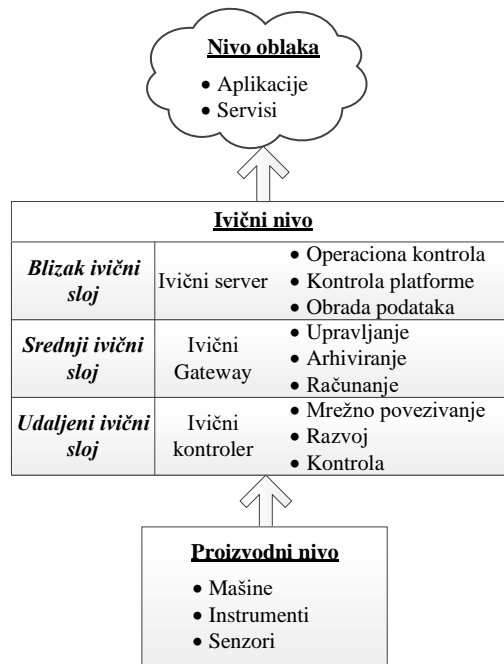 Nivo oblaka
• Aplikacije
• Servisi
Ivični nivo
Blizak ivični
sloj
Ivični server
• Operaciona kontrola
• Kontrola platforme
• Obrada podataka
Srednji ivični
sloj
Ivični
Gateway
• Upravljanje
• Arhiviranje
• Računanje
Udaljeni ivični
sloj
Ivični
kontroler
• Mrežno povezivanje
• Razvoj
• Kontrola
Proizvodni nivo
• Mašine
• Instrumenti
• Senzori